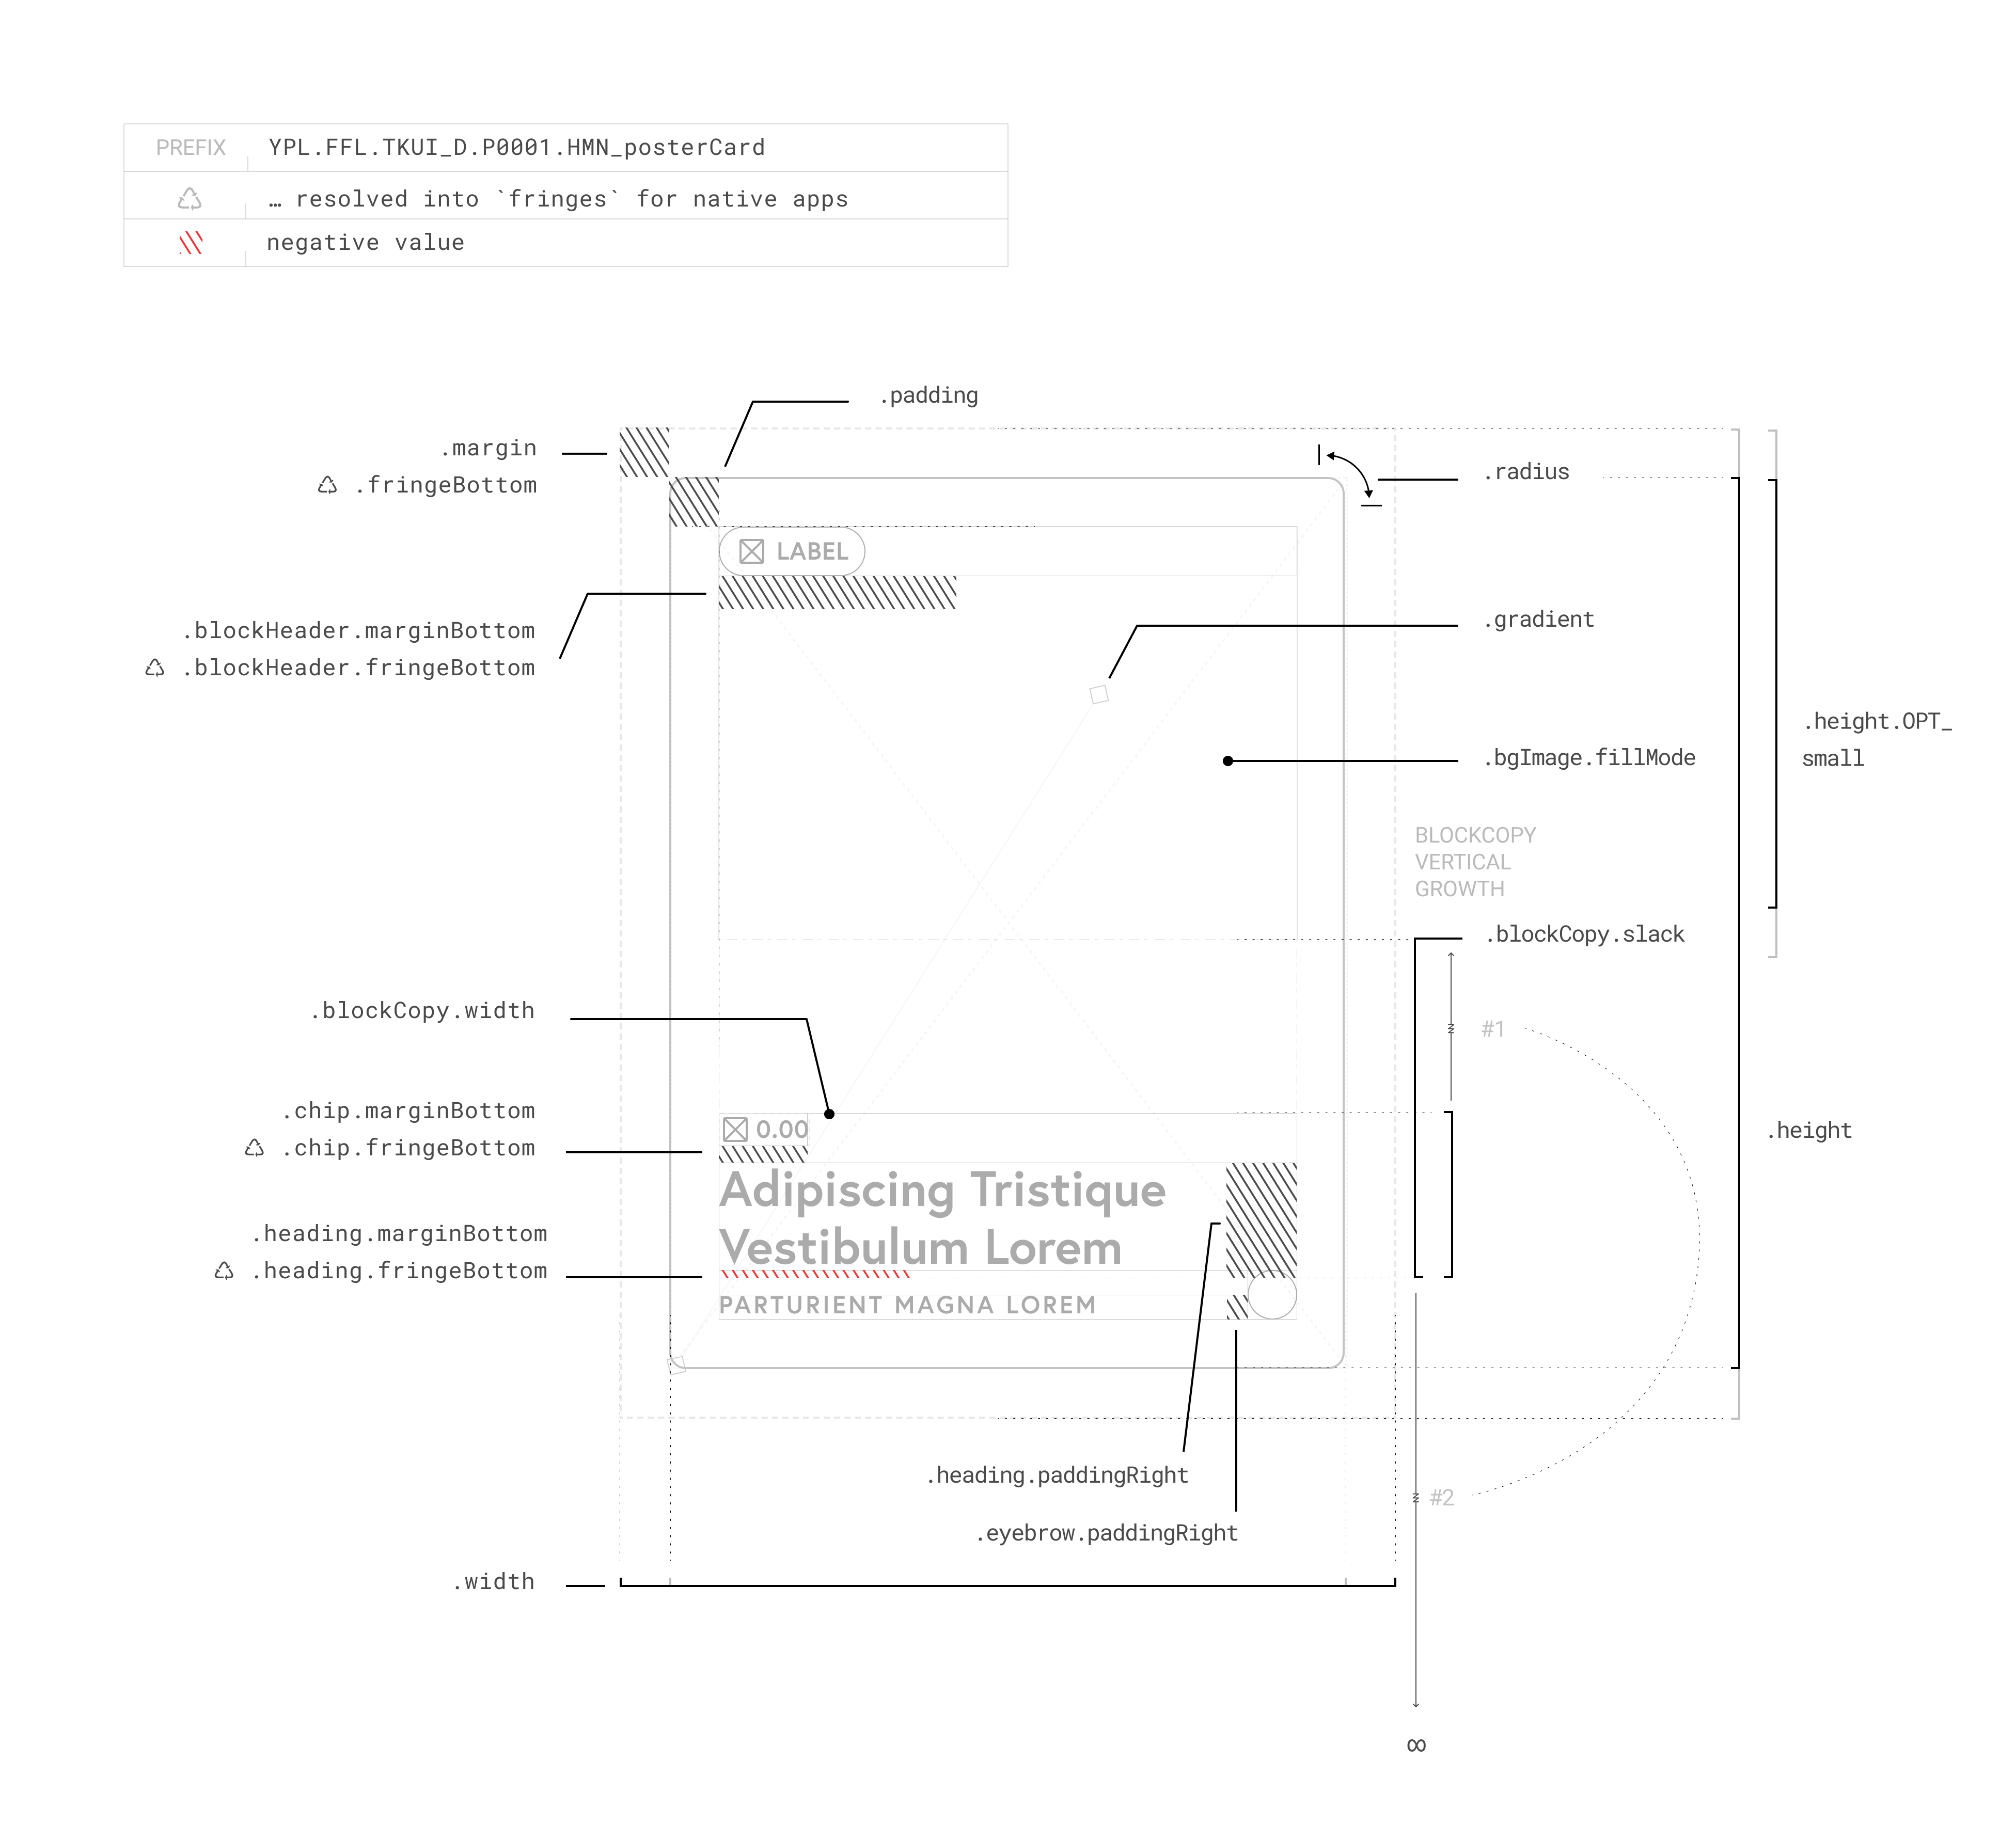 PREFIX YPL.FFL.TKUI_D.P0001.HMN_posterCard
… resolved into `fringes` for native apps
negative value
.padding
.margin
.fringeBottom
.radius
LABEL
.blockHeader.marginBottom
.blockHeader.fringeBottom
.gradient
.height.OPT_
small
.bgImage.fillMode
BLOCKCOPY
VERTICAL
GROWTH
.blockCopy.slack
.blockCopy.width
#1
.chip.marginBottom
.chip.fringeBottom
0.00
.height
Adipiscing Tristique
Vestibulum Lorem
.heading.marginBottom
.heading.fringeBottom
PARTURIENT MAGNA LOREM
.heading.paddingRight
#2
.eyebrow.paddingRight
.width
∞